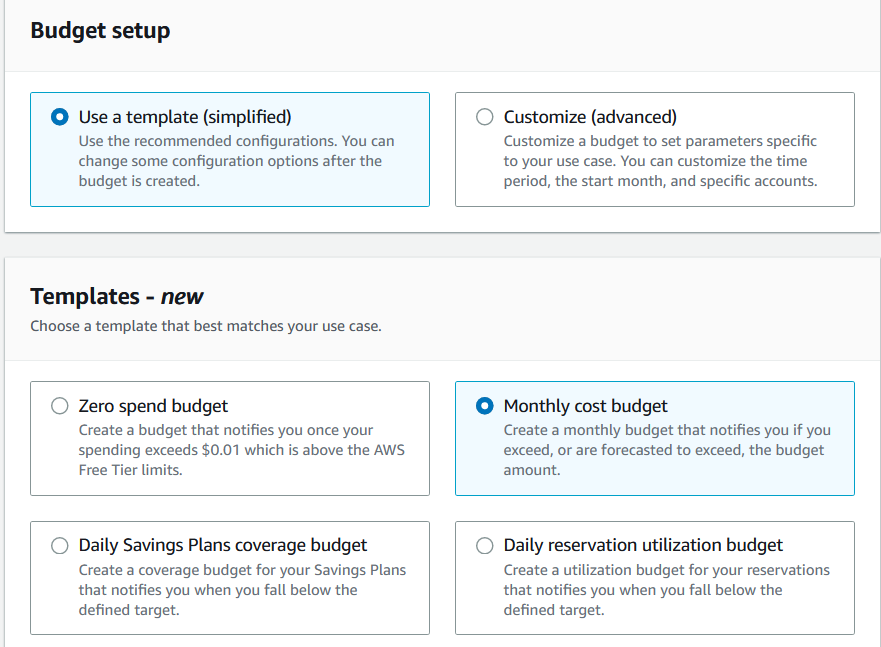 Budget setup
Use a template (simplified)
Use the recommended configurations. You can
change some configuration options after the
budget is created.
Customize (advanced)
Customize a budget to set parameters specific
to your use case. You can customize the time
period, the start month, and specific accounts.
Templates - new
Choose a template that best matches your use case.
Zero spend budget
Create a budget that notifies you once your
spending exceeds $0.01 which is above the AWS
Free Tier limits.
Monthly cost budget
Create a monthly budget that notifies you if you
exceed, or are forecasted to exceed, the budget
amount.
Daily Savings Plans coverage budget
Create a coverage budget for your Savings Plans
that notifies you when you fall below the
defined target.
Daily reservation utilization budget
Create a utilization budget for your reservations
that notifies you when you fall below the
defined target.